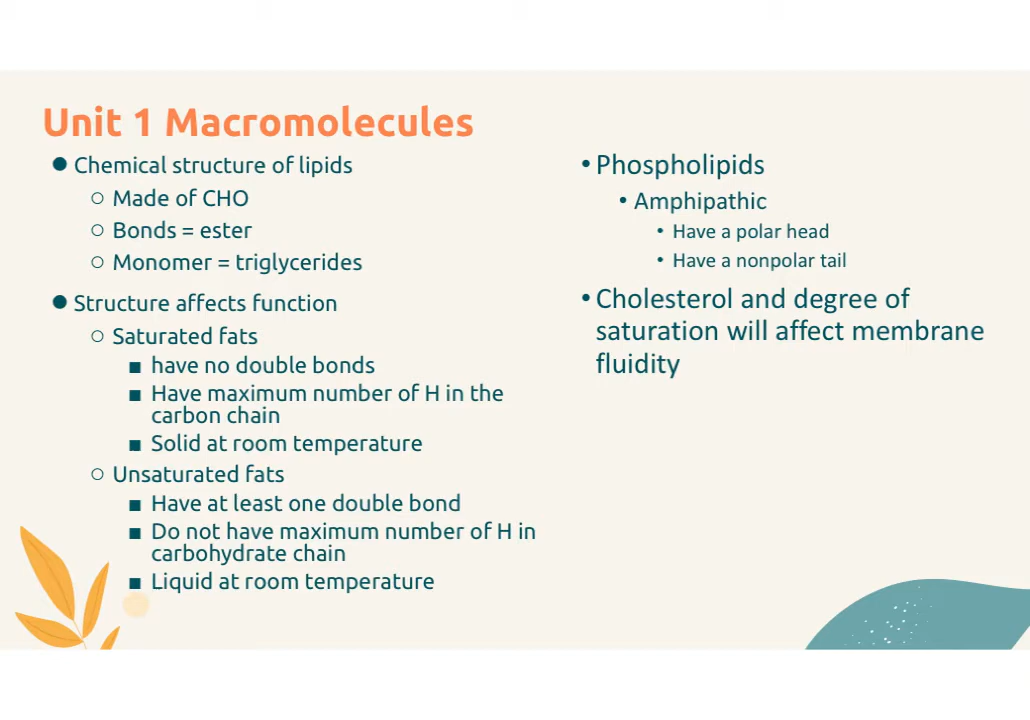 Unit 1 Macromolecules
● Chemical structure of lipids
○ Made of CHO
○ Bonds = ester
○ Monomer = triglycerides
● Structure affects function
○ Saturated fats
■ have no double bonds
■ Have maximum number of H in the
carbon chain
■ Solid at room temperature
○ Unsaturated fats
■ Have at least one double bond
■ Do not have maximum number of H in
carbohydrate chain
■ Liquid at room temperature
• Phospholipids
• Amphipathic
• Have a polar head
• Have a nonpolar tail
• Cholesterol and degree of
saturation will affect membrane
fluidity